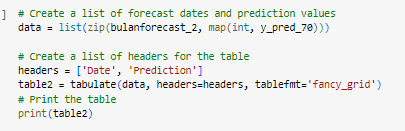 ] # Create a list of forecast dates and prediction values
data = list(zip(bulanforecast_2, map(int, y_pred_70)))
# Create a list of headers for the table
headers = ['Date', 'Prediction']
table2 = tabulate(data, headers=headers, tablefmt='fancy_grid')
# Print the table
print(table2)